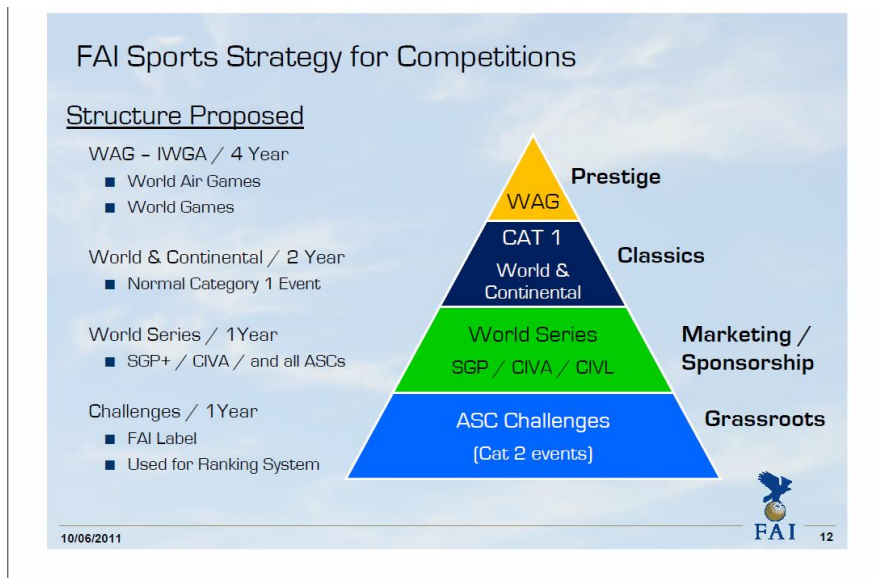 FAI Sports Strategy for Competitions
Structure Proposed
WAG – IWGA / 4 Year
World Air Games
World Games
World & Continental / 2 Year
Normal Category 1 Event
World Series / 1Year
SGP+ / CIVA / and all ASCs
Challenges / 1Year
FAI Label
Used for Ranking System
WAG
Prestige
CAT 1
World &
Continental
Classics
World Series
SGP / CIVA / CIVL
Marketing /
Sponsorship
ASC Challenges
(Cat 2 events)
Grassroots
FAI
10/06/2011
12